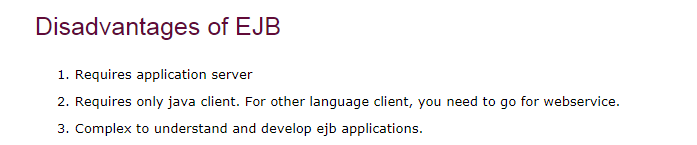 Disadvantages of EJB
1. Requires application server
2. Requires only java client. For other language client, you need to go for webservice.
3. Complex to understand and develop ejb applications.